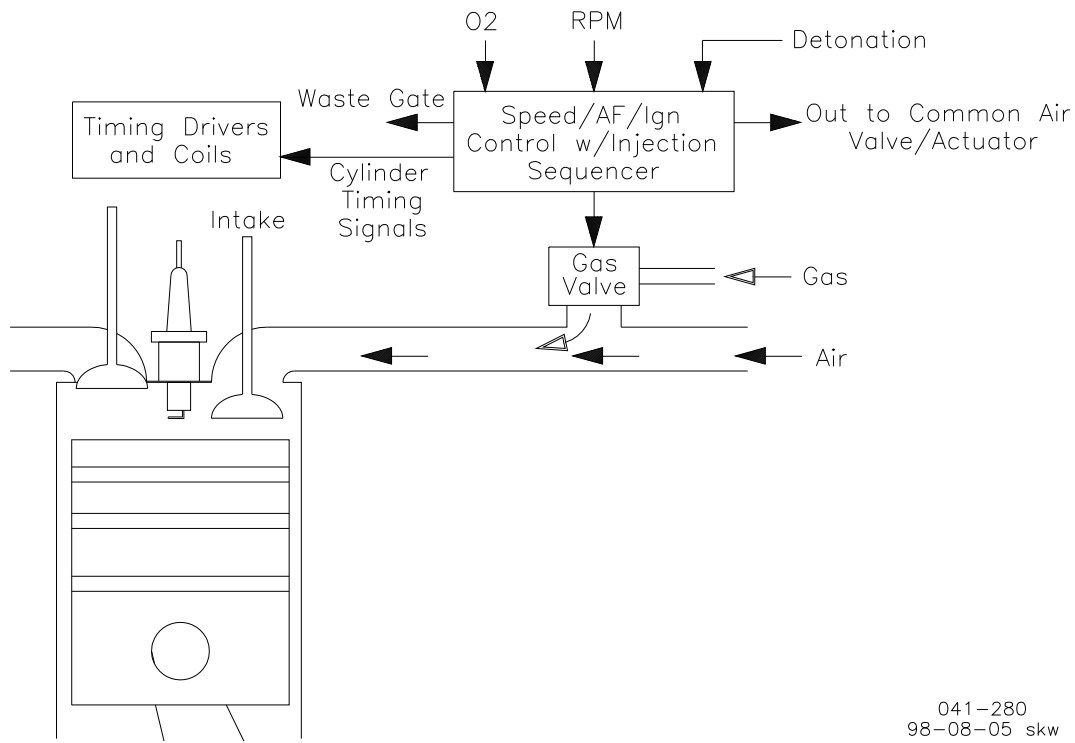 O2
RPM
Detonation
Waste Gate
Timing Drivers
and Coils
Speed/AF/Ign
Control w/Injection
Sequencer
Out to Common Air
Valve/Actuator
Cylinder
Timing
Signals
Intake
Gas
Valve
Gas
Air
041-280
98-08-05 skw